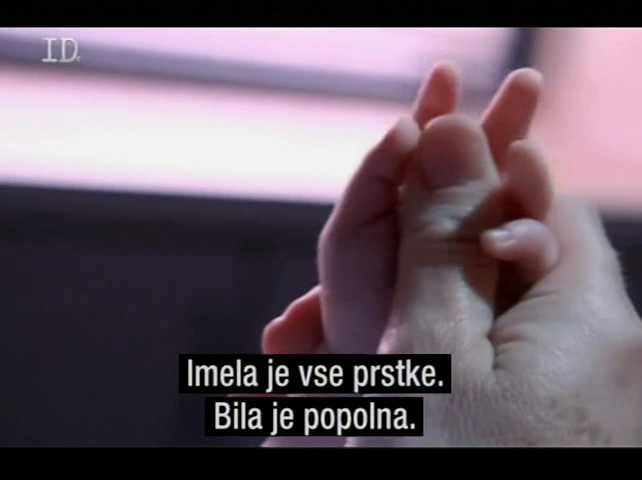 ID
Imela je vse prstke.
Bila je popolna.